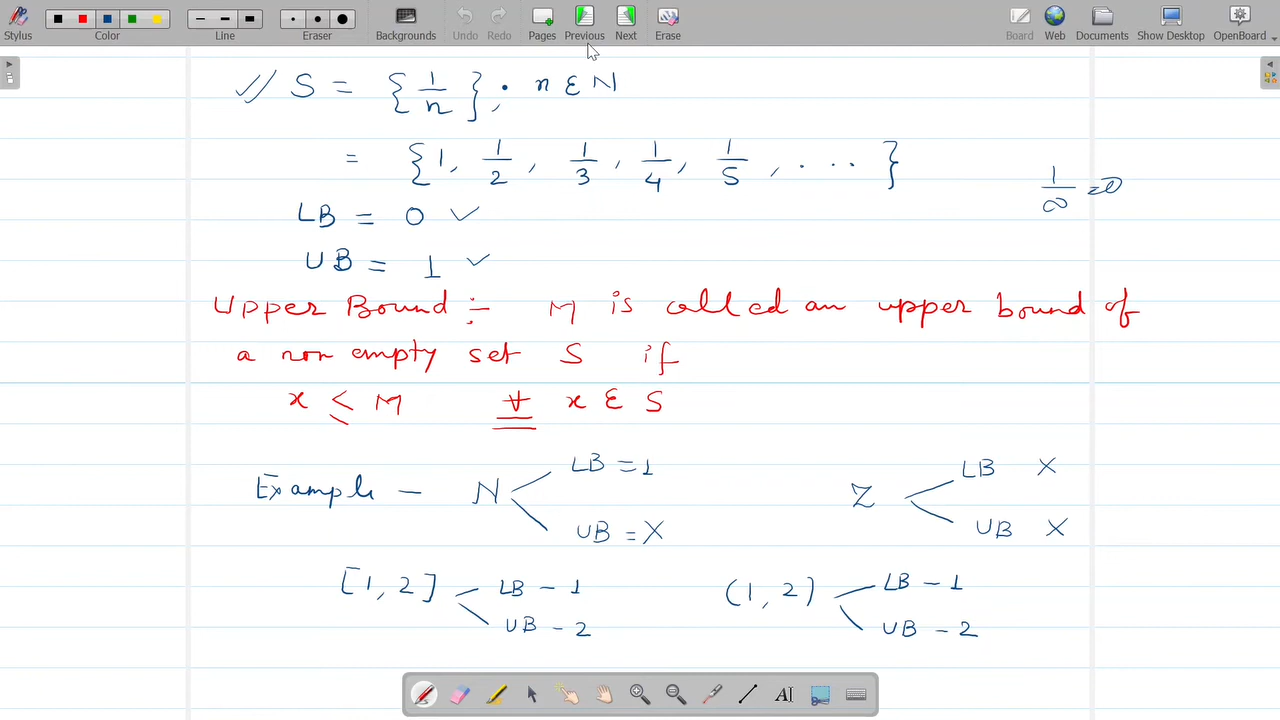 Stylus Color Line Eraser Backgrounds Undo Redo Pages Previous Next Erase Board Web Documents Show Desktop OpenBoard
// S = { 1/n } ; n ∈ N
= { 1, 1/2, 1/3, 1/4, 1/5, ... }
1/∞ = 0
LB = 0 ✓
UB = 1 ✓
Upper Bound ÷ M is called an upper bound of
a non empty set S if
x ≤ M ∀ x ∈ S
Example - N LB = 1 UB = X
Z LB X UB X
[1, 2] LB - 1 UB - 2
(1, 2) LB - 1 UB - 2